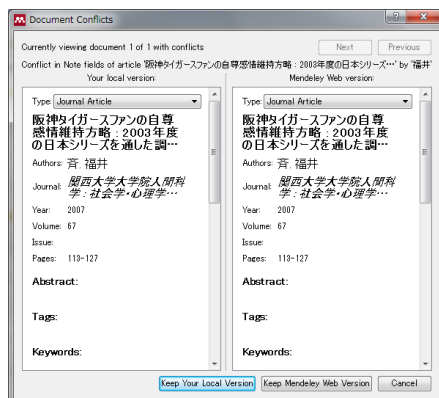 Document Conflicts
Currently viewing document 1 of 1 with conflicts
Next
Previous
Conflict in Note fields of article '阪神タイガースファンの自尊感情維持方略：2003年度の日本シリーズ…' by '福井'
Your local version:
Type: Journal Article
阪神タイガースファンの自尊
感情維持方略：2003年度
の日本シリーズを通した調…
Authors: 斉. 福井
Journal: 関西大学大学院人間科
学：社会学・心理学…
Year: 2007
Volume: 67
Issue:
Pages: 113-127
Abstract:
Tags:
Keywords:
Mendeley Web version:
Type: Journal Article
阪神タイガースファンの自尊
感情維持方略：2003年度
の日本シリーズを通した調…
Authors: 斉. 福井
Journal: 関西大学大学院人間科
学：社会学・心理学…
Year: 2007
Volume: 67
Issue:
Pages: 113-127
Abstract:
Tags:
Keywords:
Keep Your Local Version
Keep Mendeley Web Version
Cancel